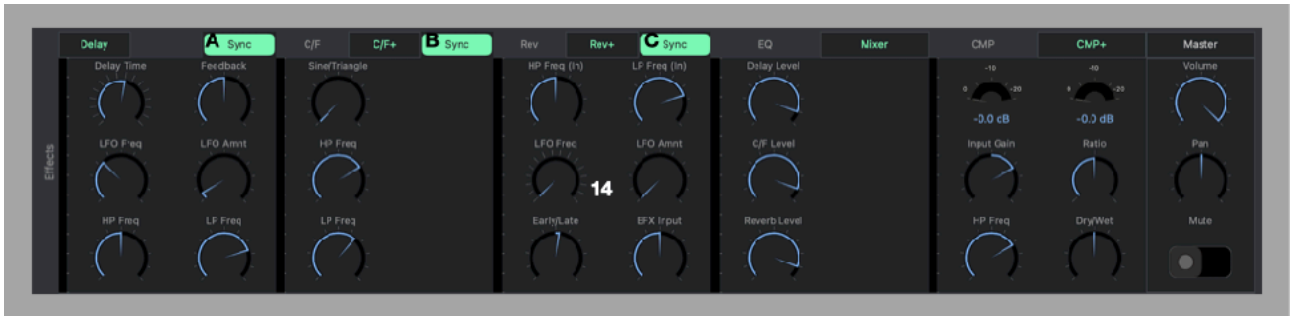 Delay A Sync C/F C/F+ B Sync Rev Rev+ C Sync EQ Mixer CMP CMP+ Master
Delay Time Feedback Sine/Triangle HP Freq (In) LP Freq (In) Delay Level -10 -10 Volume
0 -20 0 -20
-0.0 dB -0.0 dB
LFO Freq LFO Amnt HP Freq LFO Freq LFO Amnt C/F Level Input Gain Ratio Pan
Effects
14
HP Freq LF Freq LP Freq Early/Late EFX Input Reverb Level HP Freq Dry/Wet Mute